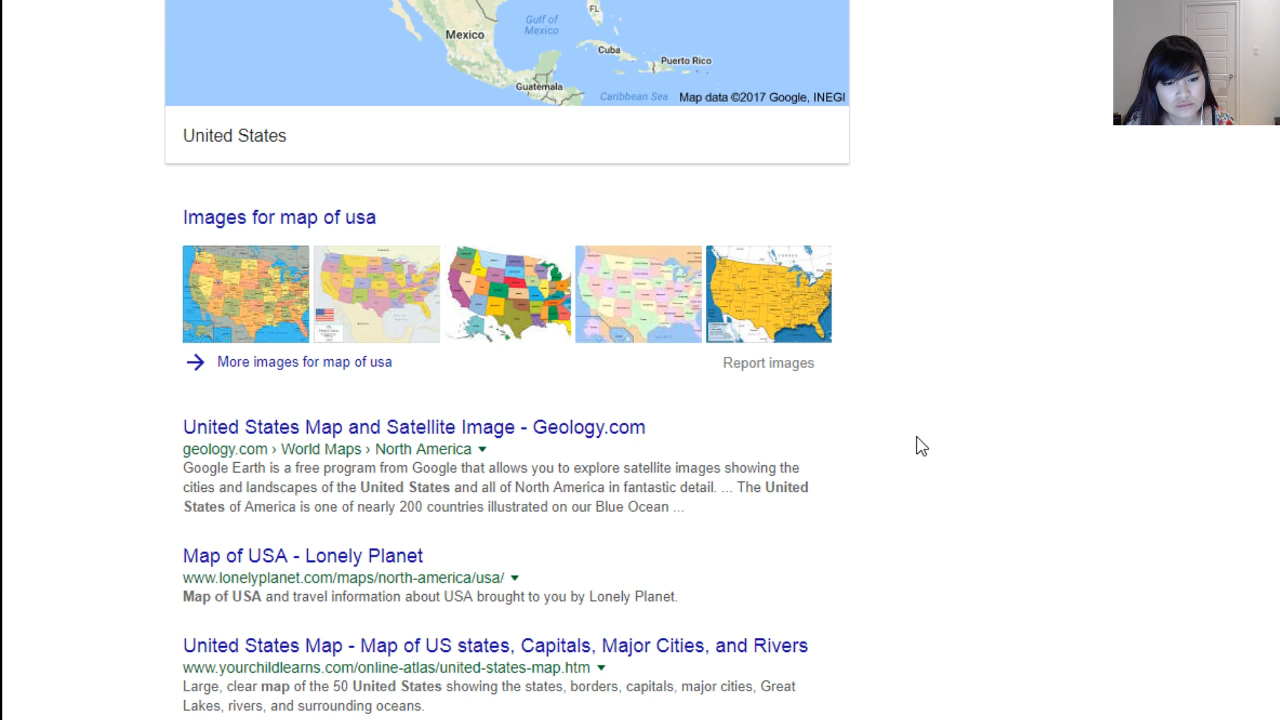 FL
Gulf of
Mexico
Mexico
Cuba
Puerto Rico
Guatemala
Caribbean Sea
Map data ©2017 Google, INEGI
United States
Images for map of usa
More images for map of usa
Report images
United States Map and Satellite Image - Geology.com
geology.com › World Maps › North America
Google Earth is a free program from Google that allows you to explore satellite images showing the
cities and landscapes of the United States and all of North America in fantastic detail. ... The United
States of America is one of nearly 200 countries illustrated on our Blue Ocean ...
Map of USA - Lonely Planet
www.lonelyplanet.com/maps/north-america/usa/
Map of USA and travel information about USA brought to you by Lonely Planet.
United States Map - Map of US states, Capitals, Major Cities, and Rivers
www.yourchildlearns.com/online-atlas/united-states-map.htm
Large, clear map of the 50 United States showing the states, borders, capitals, major cities, Great
Lakes, rivers, and surrounding oceans.